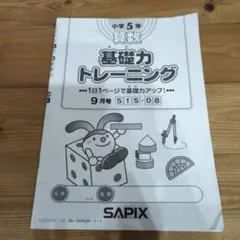 小学5年
算数
基礎力
トレーニング
1日1ページで基礎力アップ!
9月号 51S-08
SAPIX